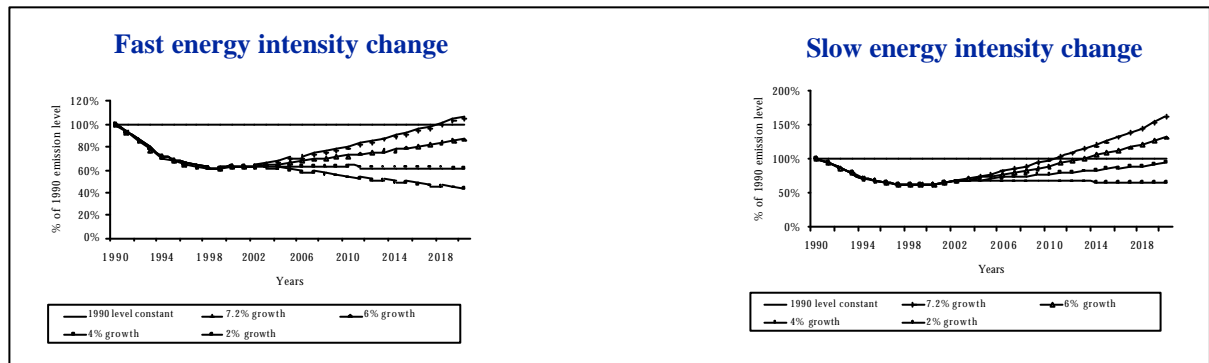 Fast energy intensity change
% of 1990 emission level
120%
100%
80%
60%
40%
20%
0%
1990 1994 1998 2002 2006 2010 2014 2018
Years
1990 level constant 7.2% growth 6% growth
4% growth 2% growth
Slow energy intensity change
% of 1990 emission level
200%
150%
100%
50%
0%
1990 1994 1998 2002 2006 2010 2014 2018
Years
1990 level constant 7.2% growth 6% growth
4% growth 2% growth